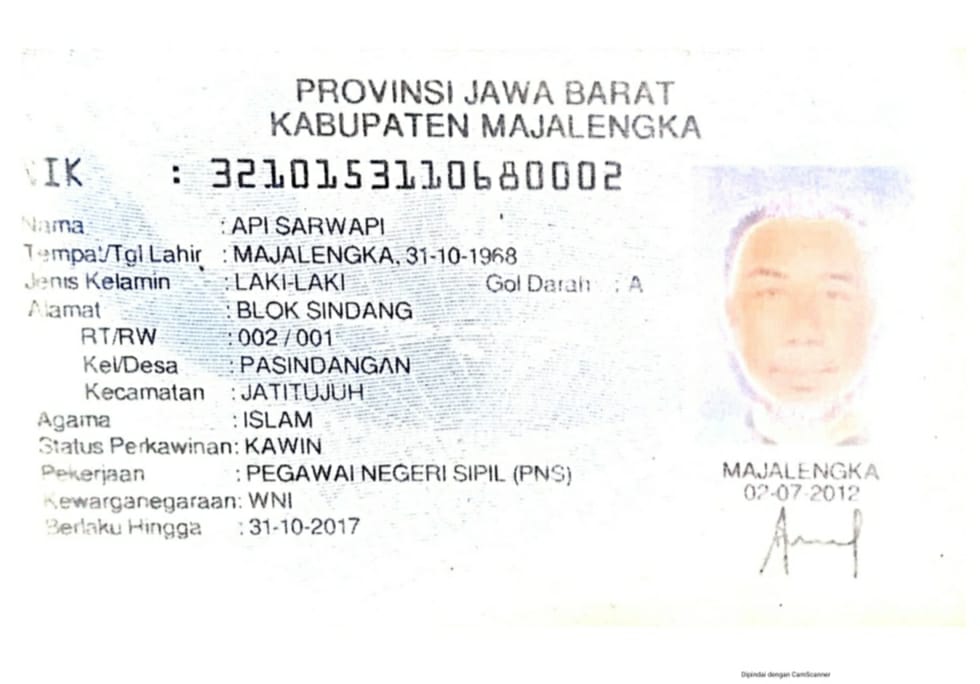 PROVINSI JAWA BARAT
KABUPATEN MAJALENGKA
NIK : 3210153110680002
Nama : API SARWAPI
Tempat/Tgl Lahir : MAJALENGKA, 31-10-1968
Jenis Kelamin : LAKI-LAKI Gol Darah : A
Alamat : BLOK SINDANG
RT/RW : 002 / 001
Kel/Desa : PASINDANGAN
Kecamatan : JATITUJUH
Agama : ISLAM
Status Perkawinan: KAWIN
Pekerjaan : PEGAWAI NEGERI SIPIL (PNS)
Kewarganegaraan: WNI
Berlaku Hingga : 31-10-2017
MAJALENGKA
02-07-2012
Dipindai dengan CamScanner